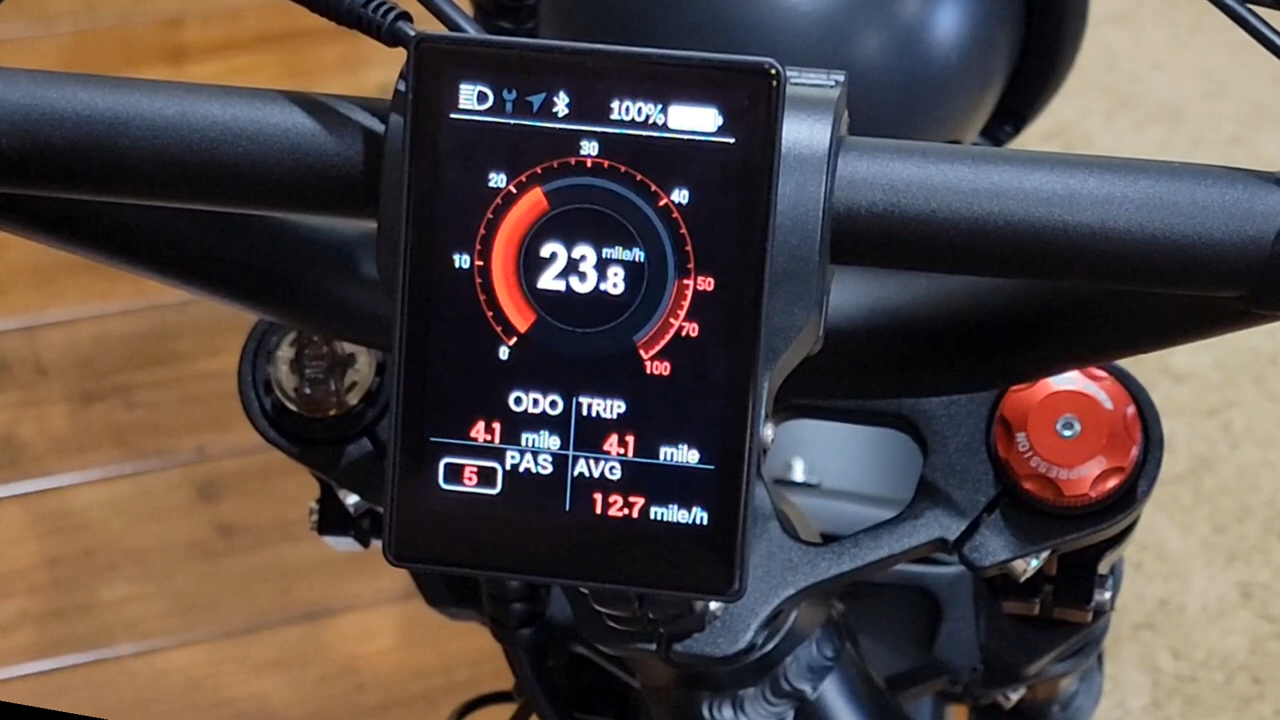 100%
30
20
40
10
mile/h
23.8
50
70
0
100
ODO TRIP
4.1 mile 4.1 mile
5 PAS AVG
12.7 mile/h